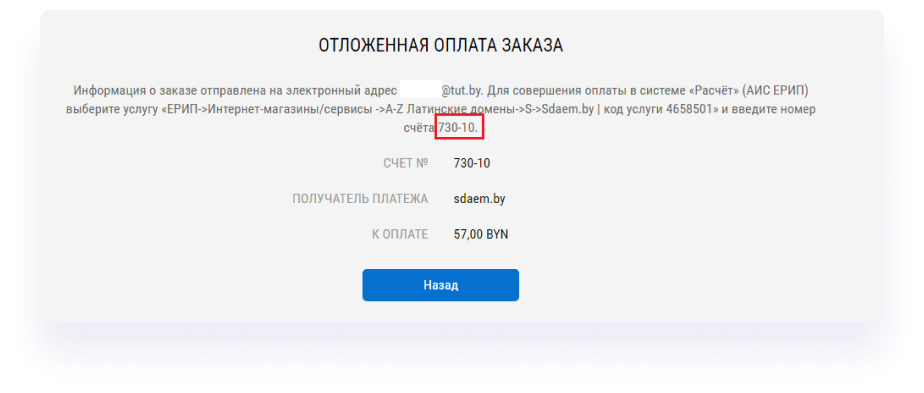 ОТЛОЖЕННАЯ ОПЛАТА ЗАКАЗА
Информация о заказе отправлена на электронный адрес @tut.by. Для совершения оплаты в системе «Расчёт» (АИС ЕРИП)
выберите услугу «ЕРИП->Интернет-магазины/сервисы ->A-Z Латинские домены->S->Sdaem.by | код услуги 4658501» и введите номер
счёта 730-10.
СЧЕТ № 730-10
ПОЛУЧАТЕЛЬ ПЛАТЕЖА sdaem.by
К ОПЛАТЕ 57,00 BYN
Назад